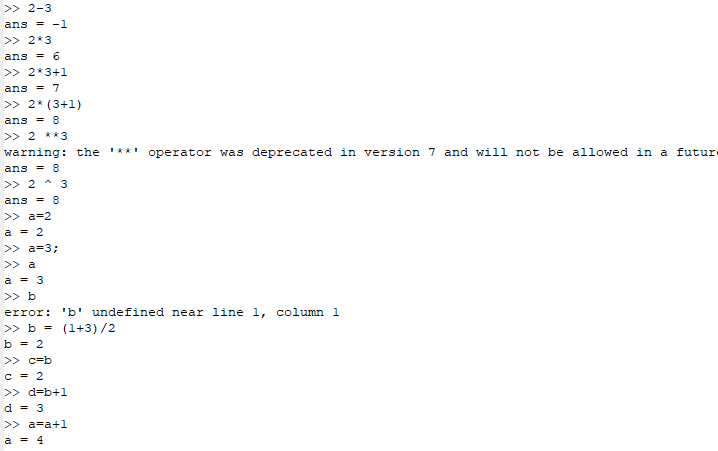 >> 2-3
ans = -1
>> 2*3
ans = 6
>> 2*3+1
ans = 7
>> 2*(3+1)
ans = 8
>> 2 **3
warning: the '**' operator was deprecated in version 7 and will not be allowed in a futur
ans = 8
>> 2 ^ 3
ans = 8
>> a=2
a = 2
>> a=3;
>> a
a = 3
>> b
error: 'b' undefined near line 1, column 1
>> b = (1+3)/2
b = 2
>> c=b
c = 2
>> d=b+1
d = 3
>> a=a+1
a = 4